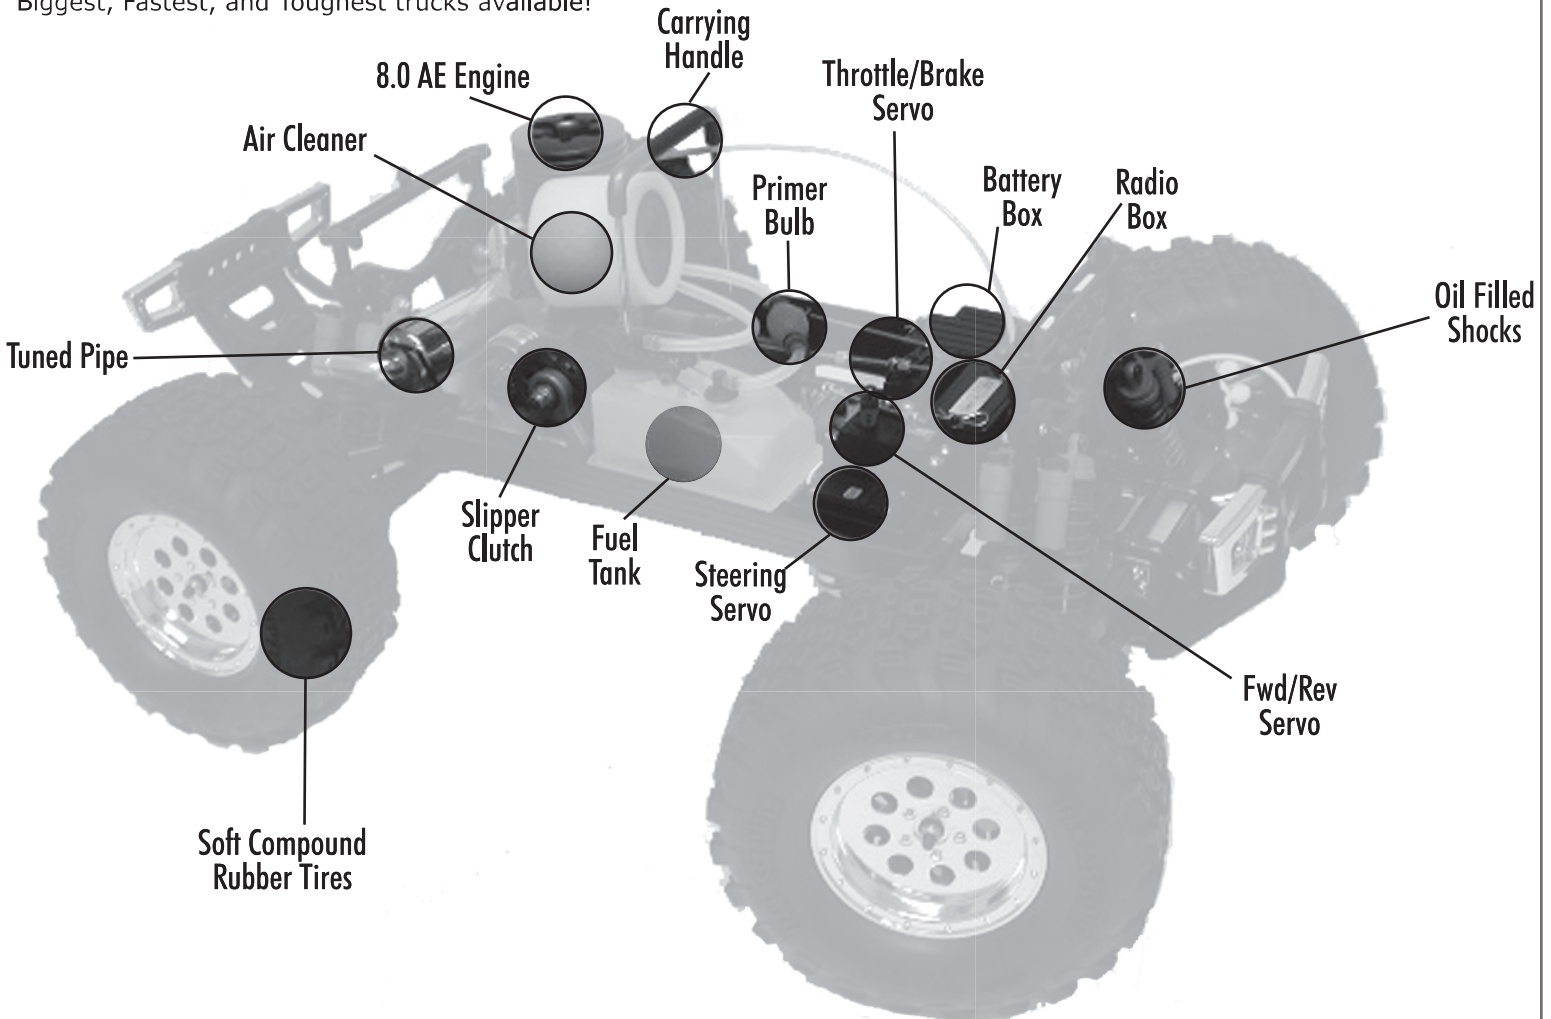 Biggest, Fastest, and Toughest trucks available!
Carrying
Handle
8.0 AE Engine
Throttle/Brake
Servo
Air Cleaner
Primer
Bulb
Battery
Box
Radio
Box
Oil Filled
Shocks
Tuned Pipe
Slipper
Clutch
Fuel
Tank
Steering
Servo
Fwd/Rev
Servo
Soft Compound
Rubber Tires